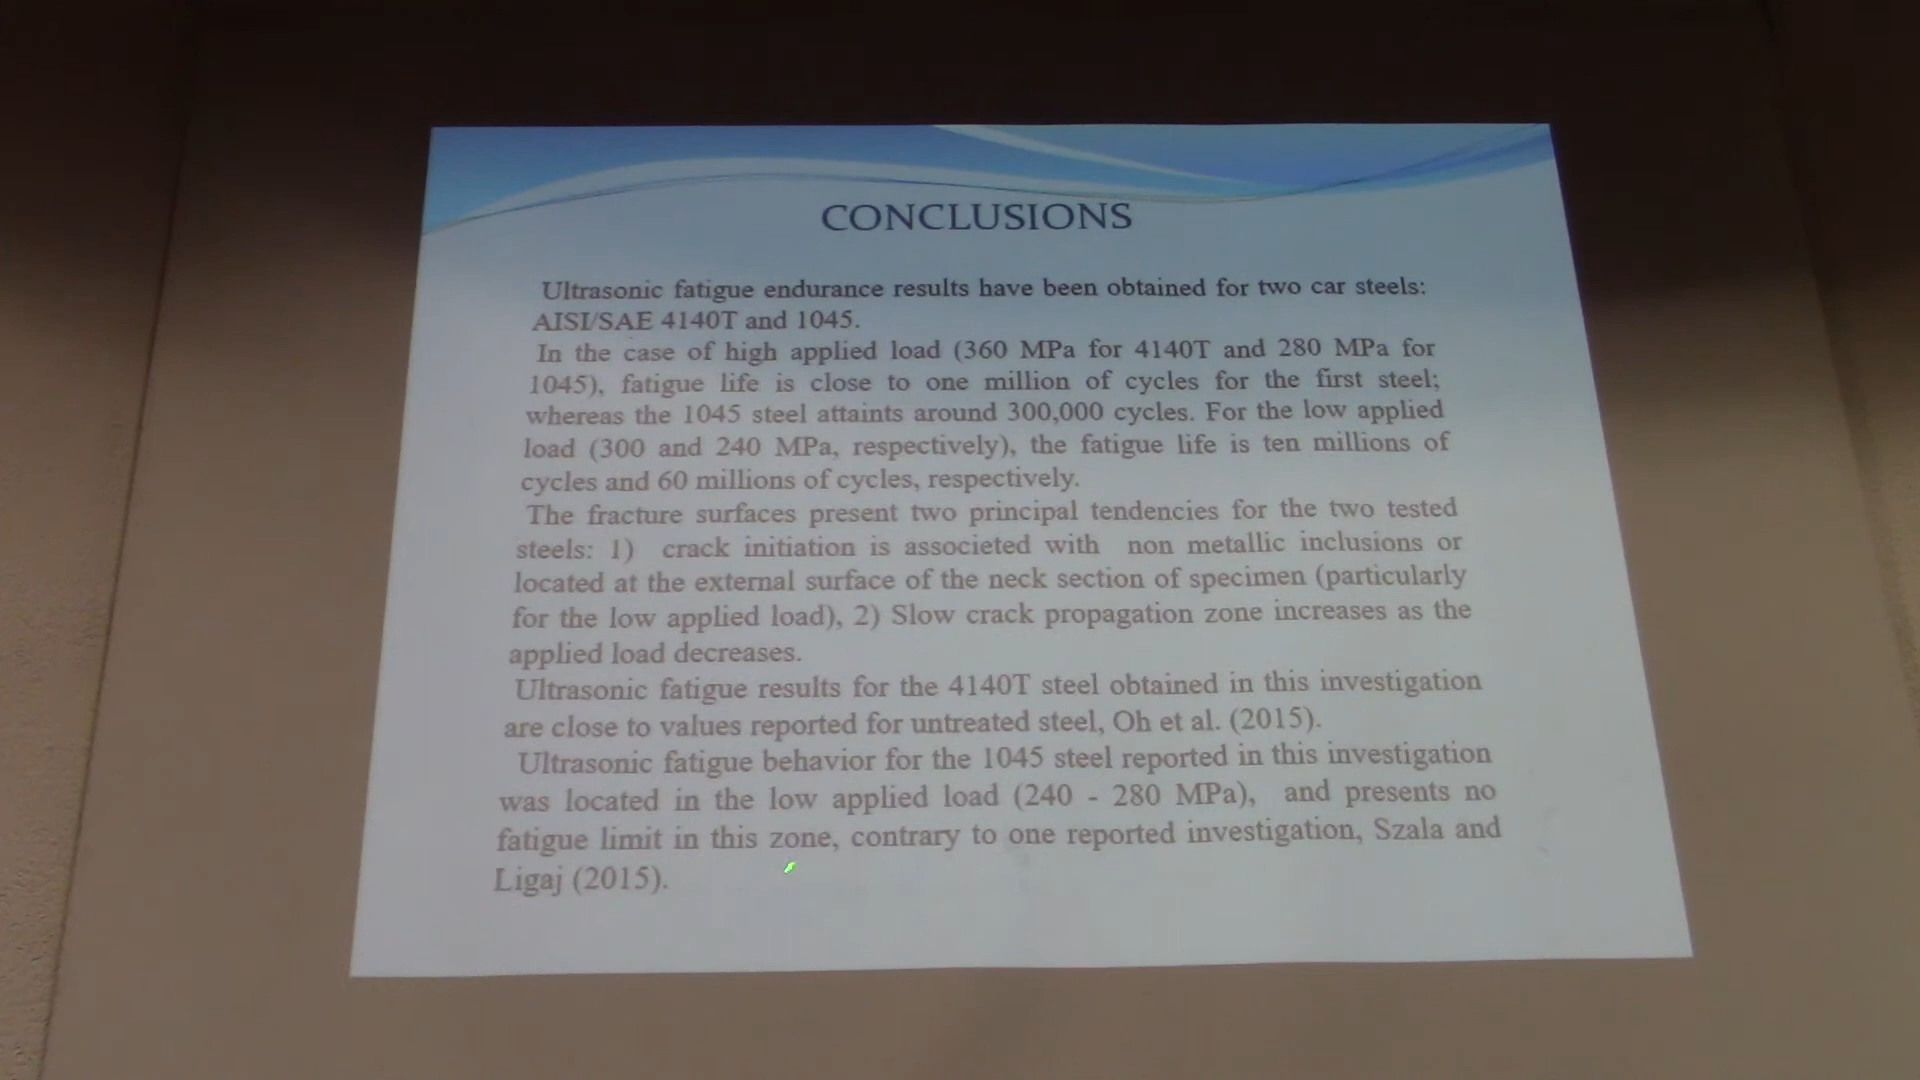 CONCLUSIONS
Ultrasonic fatigue endurance results have been obtained for two car steels:
AISI/SAE 4140T and 1045.
In the case of high applied load (360 MPa for 4140T and 280 MPa for
1045), fatigue life is close to one million of cycles for the first steel;
whereas the 1045 steel attaints around 300,000 cycles. For the low applied
load (300 and 240 MPa, respectively), the fatigue life is ten millions of
cycles and 60 millions of cycles, respectively.
The fracture surfaces present two principal tendencies for the two tested
steels: 1) crack initiation is associeted with non metallic inclusions or
located at the external surface of the neck section of specimen (particularly
for the low applied load), 2) Slow crack propagation zone increases as the
applied load decreases.
Ultrasonic fatigue results for the 4140T steel obtained in this investigation
are close to values reported for untreated steel, Oh et al. (2015).
Ultrasonic fatigue behavior for the 1045 steel reported in this investigation
was located in the low applied load (240 - 280 MPa), and presents no
fatigue limit in this zone, contrary to one reported investigation, Szala and
Ligaj (2015).